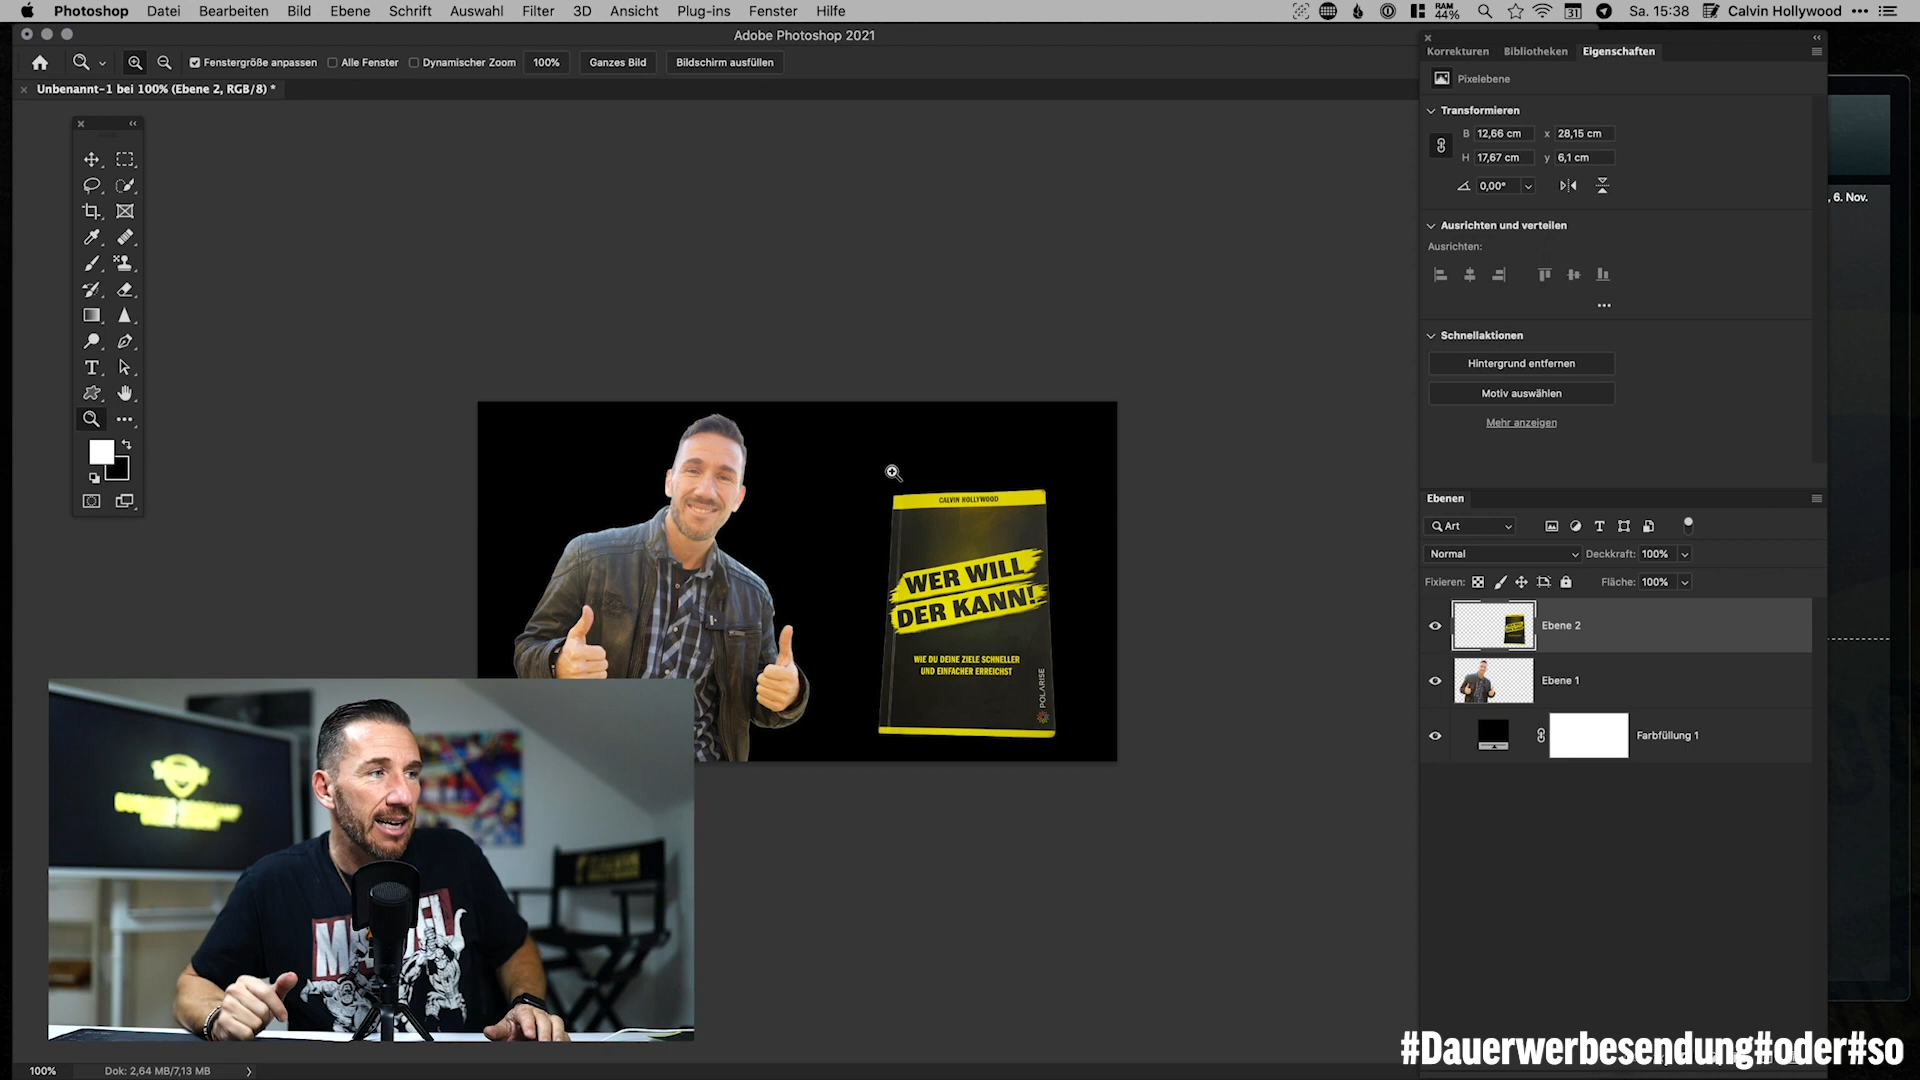 Photoshop Datei Bearbeiten Bild Ebene Schrift Auswahl Filter 3D Ansicht Plug-ins Fenster Hilfe RAM 44% 31 Sa. 15:38 Calvin Hollywood
Adobe Photoshop 2021
Fenstergröße anpassen Alle Fenster Dynamischer Zoom 100% Ganzes Bild Bildschirm ausfüllen
Unbenannt-1 bei 100% (Ebene 2, RGB/8) *
Korrekturen Bibliotheken Eigenschaften
Pixelebene
Transformieren
B 12,66 cm x 28,15 cm
H 17,67 cm y 6,1 cm
0,00°
, 6. Nov.
Ausrichten und verteilen
Ausrichten:
Schnellaktionen
Hintergrund entfernen
Motiv auswählen
Mehr anzeigen
CALVIN HOLLYWOOD
WER WILL
DER KANN!
WIE DU DEINE ZIELE SCHNELLER
UND EINFACHER ERREICHST
POLARISE
Ebenen
Art
Normal Deckkraft: 100%
Fixieren: Fläche: 100%
Ebene 2
Ebene 1
Farbfüllung 1
#Dauerwerbesendung#oder#so
100% Dok: 2,64 MB/7,13 MB